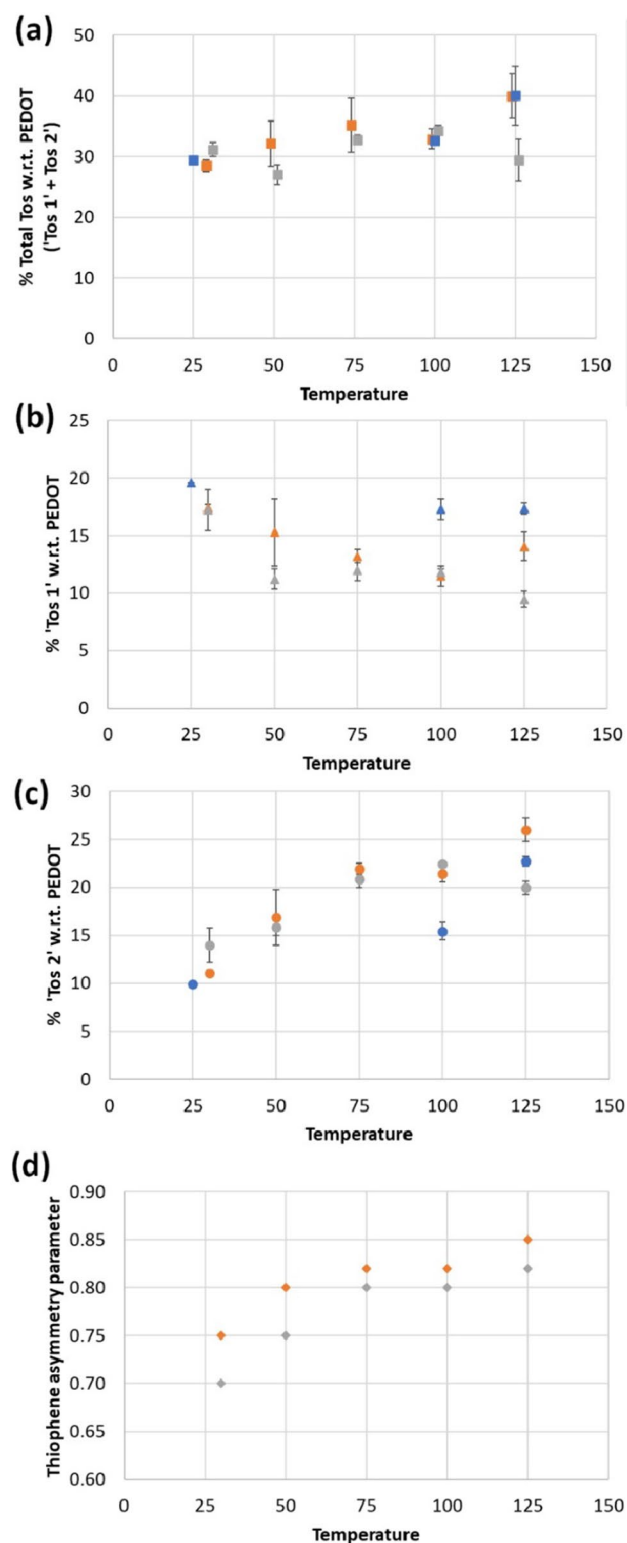 (a)
% Total Tos w.r.t. PEDOT
('Tos 1' + Tos 2')
50
40
30
20
10
0
0 25 50 75 100 125 150
Temperature
(b)
% 'Tos 1' w.r.t. PEDOT
25
20
15
10
5
0
0 25 50 75 100 125 150
Temperature
(c)
% 'Tos 2' w.r.t. PEDOT
30
25
20
15
10
5
0
0 25 50 75 100 125 150
Temperature
(d)
Thiophene asymmetry parameter
0.90
0.85
0.80
0.75
0.70
0.65
0.60
0 25 50 75 100 125 150
Temperature